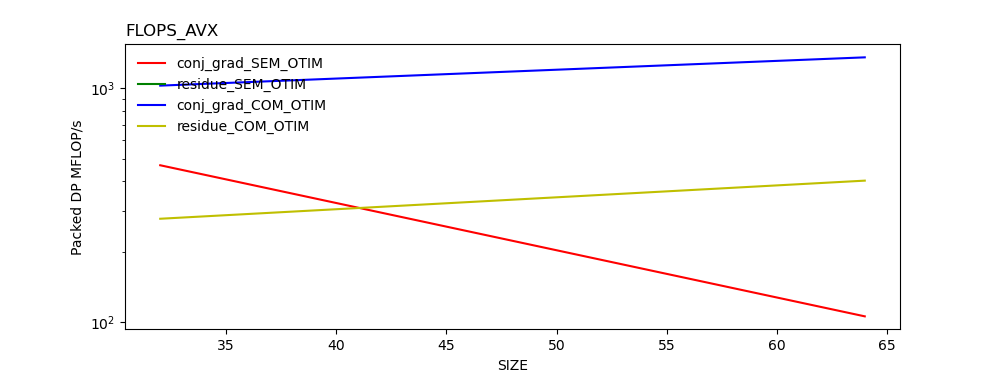 FLOPS_AVX
conj_grad_SEM_OTIM
residue_SEM_OTIM
conj_grad_COM_OTIM
residue_COM_OTIM
Packed DP MFLOP/s
10³
10²
35 40 45 50 55 60 65
SIZE